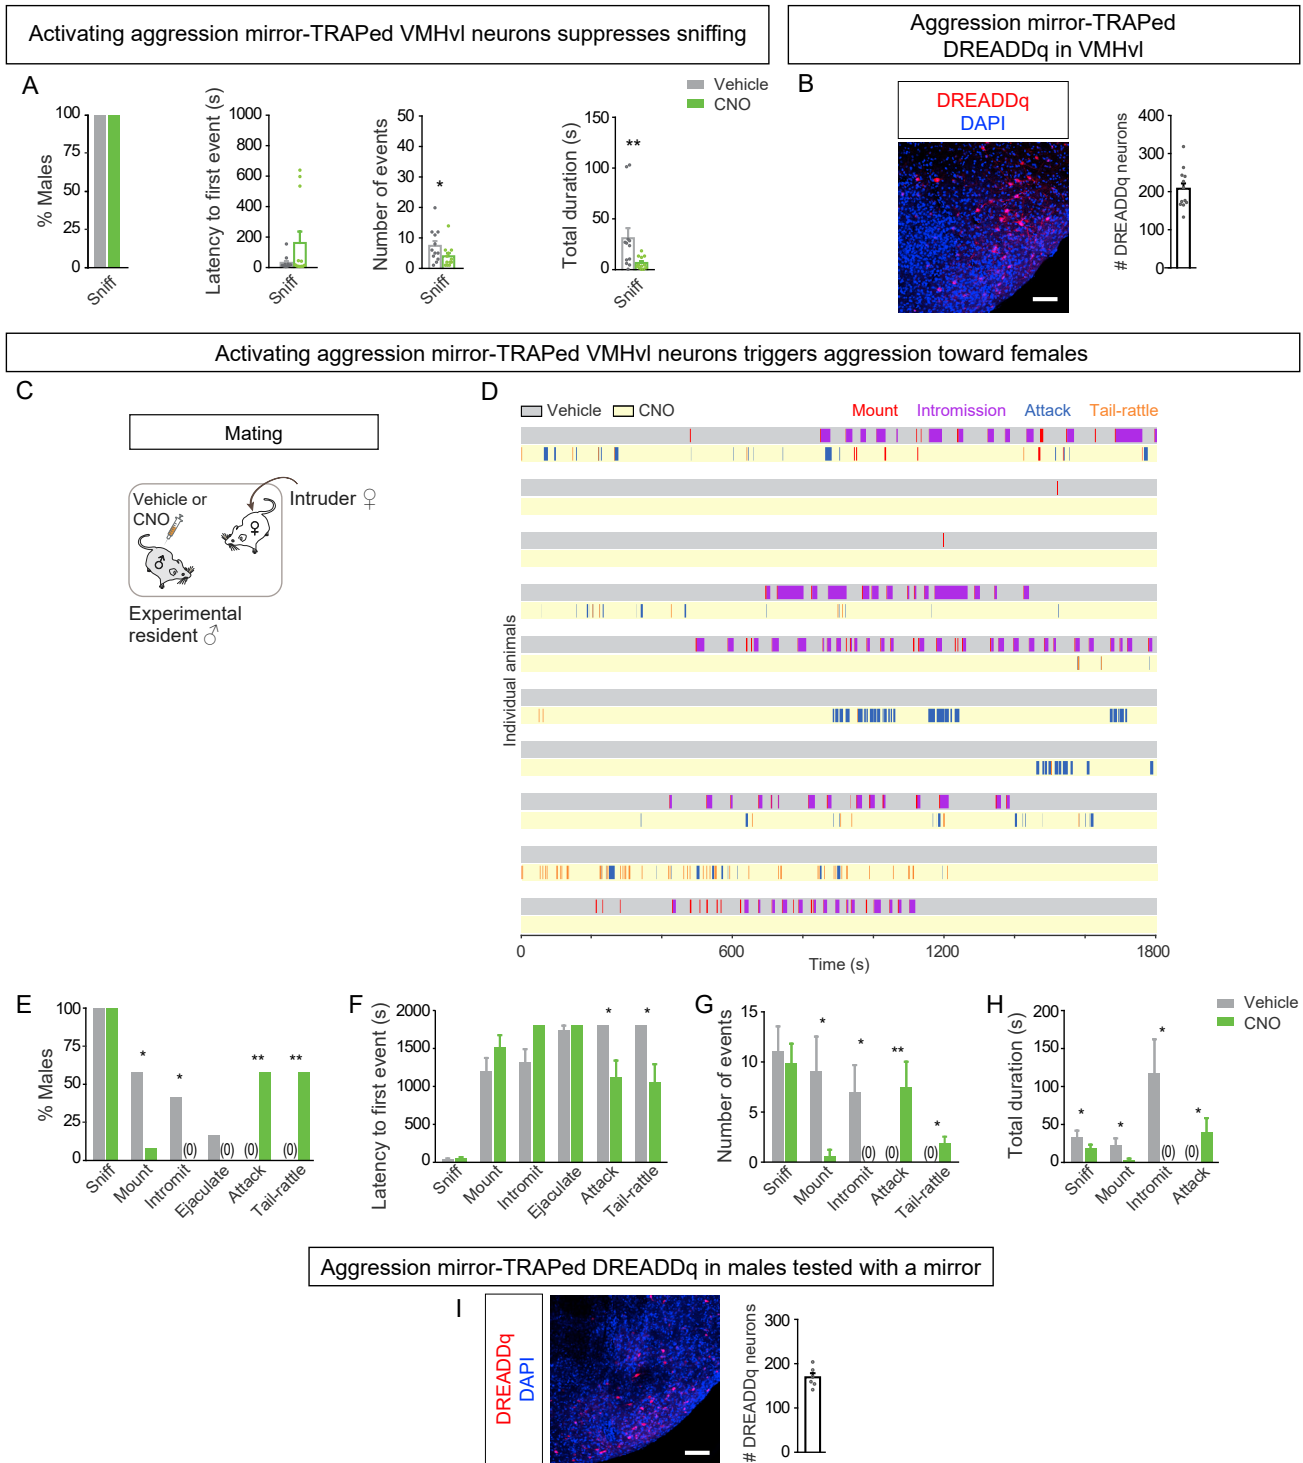 Activating aggression mirror-TRAPed VMHvl neurons suppresses sniffing
Aggression mirror-TRAPed
DREADDq in VMHvl
A
Vehicle
CNO
% Males
100
75
50
25
0
Sniff
Latency to first event (s)
1000
800
600
400
200
0
Sniff
Number of events
50
40
30
20
10
0
*
Sniff
Total duration (s)
150
100
50
0
**
Sniff
B
DREADDq
DAPI
# DREADDq neurons
400
300
200
100
0
Activating aggression mirror-TRAPed VMHvl neurons triggers aggression toward females
C
Mating
Vehicle or
CNO
Intruder ♀
♀
♂
Experimental
resident ♂
D
Vehicle CNO Mount Intromission Attack Tail-rattle
Individual animals
0 600 1200 1800
Time (s)
E
% Males
100
75
50
25
0
* * (0) (0) (0) ** (0) **
Sniff Mount Intromit Ejaculate Attack Tail-rattle
F
Latency to first event (s)
2000
1500
1000
500
0
* *
Sniff Mount Intromit Ejaculate Attack Tail-rattle
G
Number of events
15
10
5
0
* * (0) (0) ** (0) *
Sniff Mount Intromit Attack Tail-rattle
H
Total duration (s)
200
150
100
50
0
* * * (0) (0) *
Sniff Mount Intromit Attack
Vehicle
CNO
Aggression mirror-TRAPed DREADDq in males tested with a mirror
I
DREADDq
DAPI
# DREADDq neurons
300
200
100
0